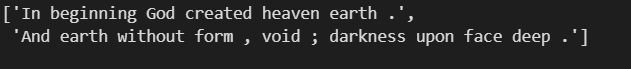 ['In beginning God created heaven earth .',
'And earth without form , void ; darkness upon face deep .']